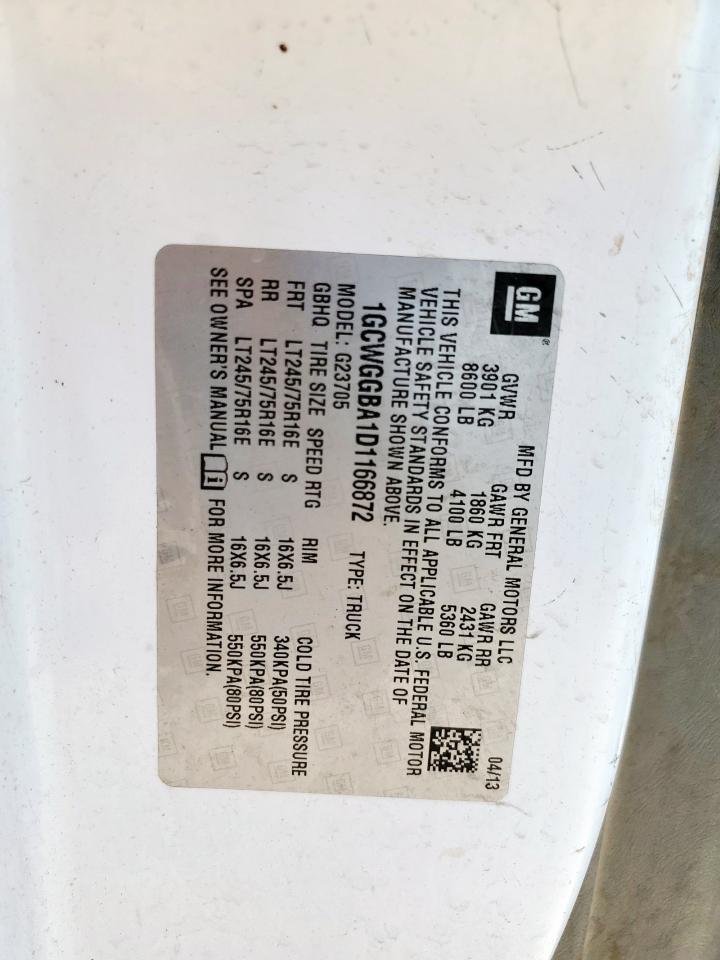 GM®
MFD BY GENERAL MOTORS LLC 04/13
GVWR GAWR FRT GAWR RR
3901 KG 1860 KG 2431 KG
8600 LB 4100 LB 5360 LB
THIS VEHICLE CONFORMS TO ALL APPLICABLE U.S. FEDERAL MOTOR
VEHICLE SAFETY STANDARDS IN EFFECT ON THE DATE OF
MANUFACTURE SHOWN ABOVE.
1GCWGGBA1D1166872 TYPE: TRUCK
MODEL: G23705
GBHQ TIRE SIZE SPEED RTG RIM COLD TIRE PRESSURE
FRT LT245/75R16E S 16X6.5J 340KPA(50PSI)
RR LT245/75R16E S 16X6.5J 550KPA(80PSI)
SPA LT245/75R16E S 16X6.5J 550KPA(80PSI)
SEE OWNER'S MANUAL i FOR MORE INFORMATION.